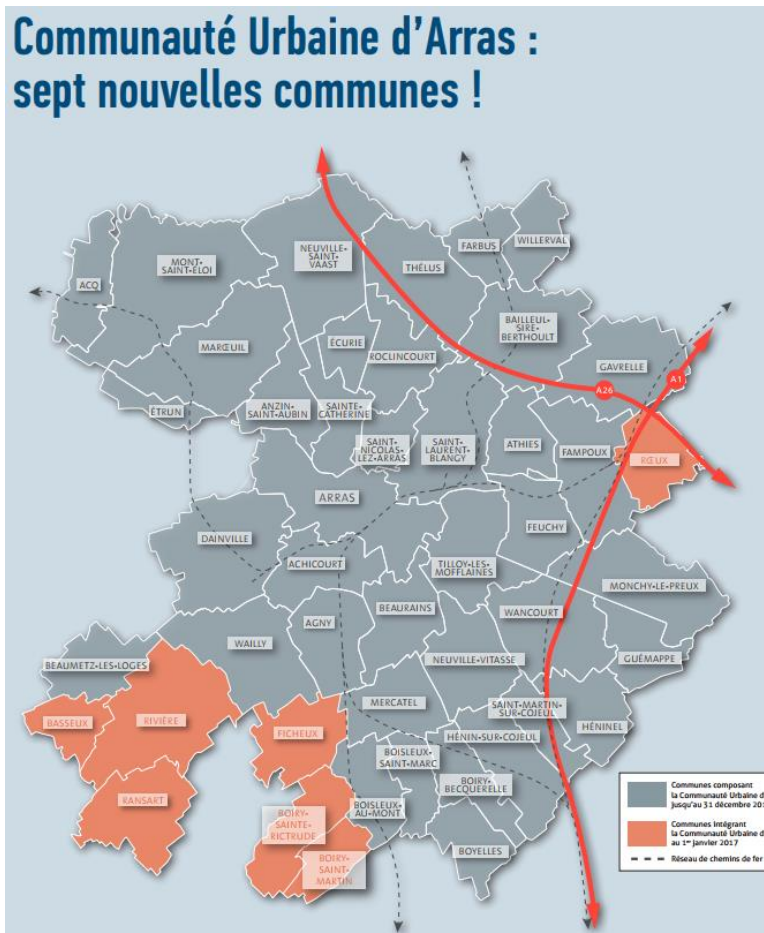 Communauté Urbaine d'Arras :
sept nouvelles communes !
FARBUS
WILLERVAL
NEUVILLE•
SAINT•
VAAST
THÉLUS
MONT•
SAINT•ÉLOI
ACQ
BAILLEUL•
SIRE•
BERTHOULT
ÉCURIE
MARŒUIL
ROCLINCOURT
GAVRELLE
A1
A26
ÉTRUN
ANZIN•
SAINT•AUBIN
SAINTE•
CATHERINE
SAINT•
NICOLAS•
LEZ•ARRAS
SAINT•
LAURENT•
BLANGY
ATHIES
FAMPOUX
RŒUX
ARRAS
FEUCHY
DAINVILLE
ACHICOURT
TILLOY•LES•
MOFFLAINES
MONCHY•LE•PREUX
BEAURAINS
WANCOURT
AGNY
WAILLY
NEUVILLE•VITASSE
GUÉMAPPE
BEAUMETZ•LES•LOGES
MERCATEL
SAINT•MARTIN•
SUR•COJEUL
HÉNINEL
BASSEUX
RIVIÈRE
FICHEUX
HÉNIN•SUR•COJEUL
BOISLEUX•
SAINT•MARC
BOIRY•
BECQUERELLE
RANSART
BOISLEUX•
AU•MONT
BOIRY•
SAINTE•
RICTRUDE
BOIRY•
SAINT•
MARTIN
BOYELLES
Communes composant
la Communauté Urbaine d
jusqu'au 31 décembre 20
Communes intégrant
la Communauté Urbaine d
au 1er janvier 2017
Réseau de chemins de fer